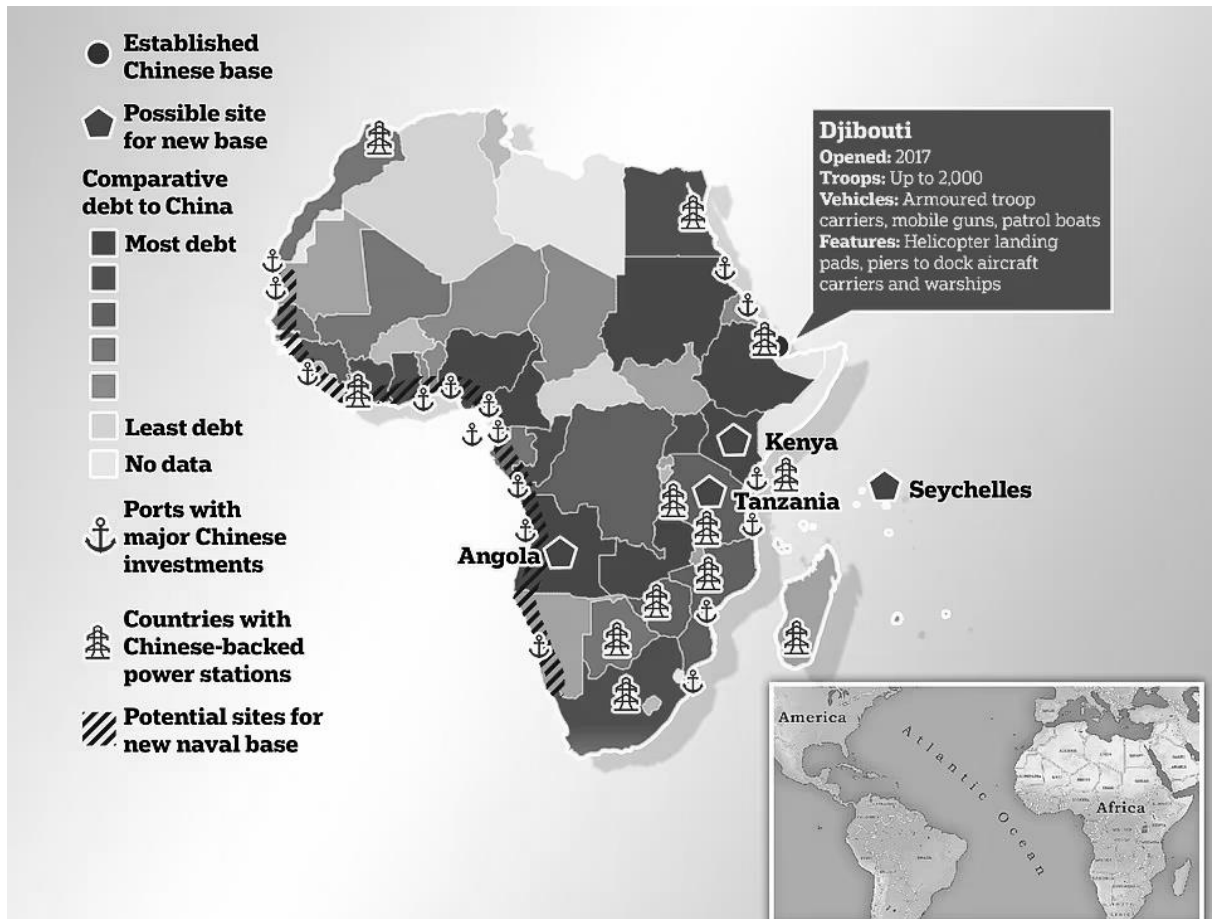 Established
Chinese base
Possible site
for new base
Comparative
debt to China
Most debt
Least debt
No data
Ports with
major Chinese
investments
Countries with
Chinese-backed
power stations
Potential sites for
new naval base
Djibouti
Opened: 2017
Troops: Up to 2,000
Vehicles: Armoured troop
carriers, mobile guns, patrol boats
Features: Helicopter landing
pads, piers to dock aircraft
carriers and warships
Kenya
Tanzania
Seychelles
Angola
America
Atlantic Ocean
Africa